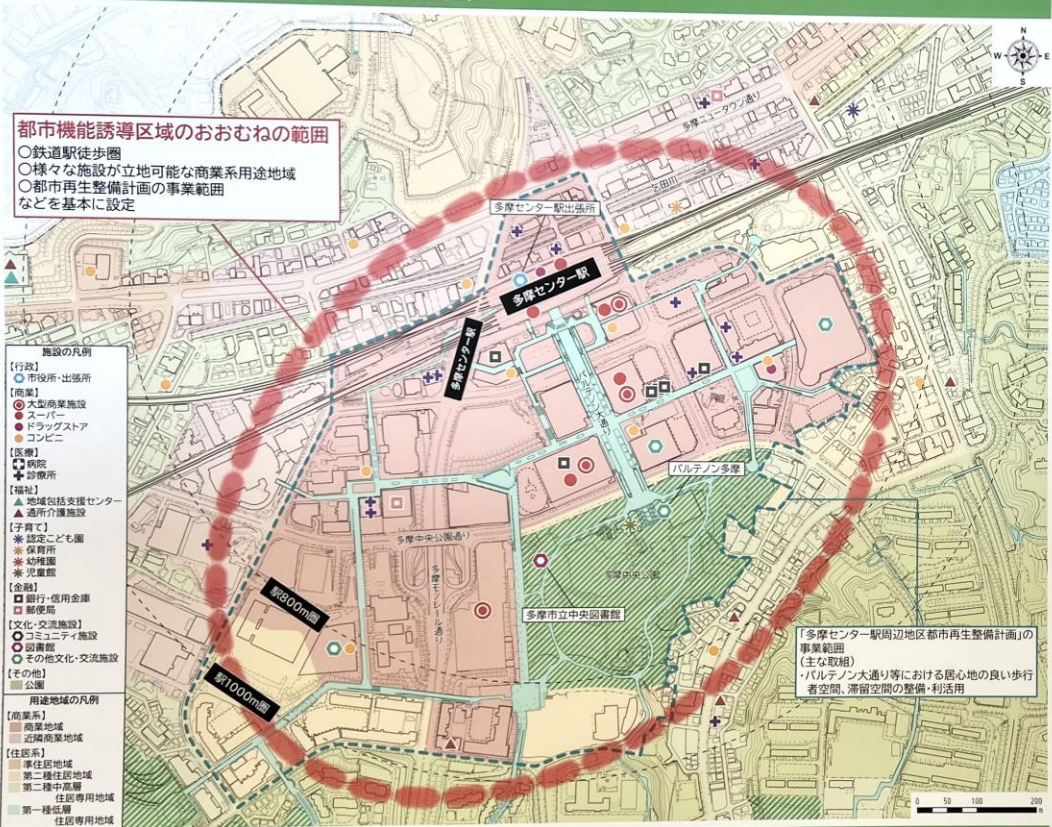 都市機能誘導区域のおおむねの範囲
○鉄道駅徒歩圏
○様々な施設が立地可能な商業系用途地域
○都市再生整備計画の事業範囲
などを基本に設定
N
W
E
S
多摩ニュータウン通り
乞田川
多摩センター駅出張所
多摩センター駅
多摩センター駅
パルテノン大通り
パルテノン多摩
多摩中央公園通り
多摩モノレール通り
多摩中央公園
多摩市立中央図書館
駅800m圏
駅1000m圏
「多摩センター駅周辺地区都市再生整備計画」の
事業範囲
(主な取組)
・パルテノン大通り等における居心地の良い歩行
者空間、滞留空間の整備・利活用
施設の凡例
【行政】
市役所・出張所
【商業】
大型商業施設
スーパー
ドラッグストア
コンビニ
【医療】
病院
診療所
【福祉】
地域包括支援センター
通所介護施設
【子育て】
認定こども園
保育所
幼稚園
児童館
【金融】
銀行・信用金庫
郵便局
【文化・交流施設】
コミュニティ施設
図書館
その他文化・交流施設
【その他】
公園
用途地域の凡例
【商業系】
商業地域
近隣商業地域
【住居系】
準住居地域
第二種住居地域
第二種中高層
住居専用地域
第一種低層
住居専用地域
0 50 100 200
m